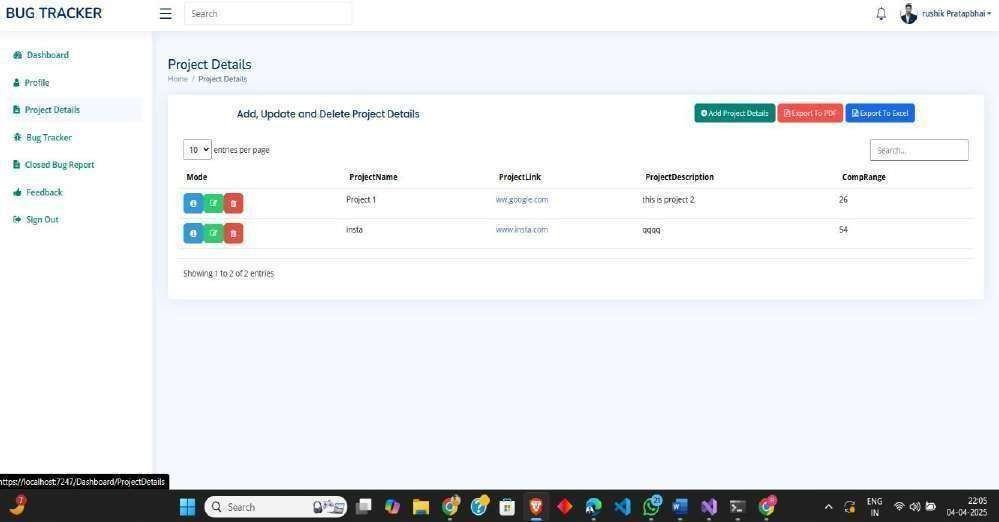 BUG TRACKER
Search
rushik Pratapbhai
Dashboard
Profile
Project Details
Bug Tracker
Closed Bug Report
Feedback
Sign Out
Project Details
Home / Project Details
Add, Update and Delete Project Details
Add Project Details
Export To PDF
Export To Excel
10 entries per page
Search...
Mode ProjectName ProjectLink ProjectDescription CompRange
Project 1 ww.google.com this is project 2 26
insta www.insta.com qqqq 54
Showing 1 to 2 of 2 entries
https://localhost:7247/Dashboard/ProjectDetails
Search
ENG
IN
22:05
04-04-2025